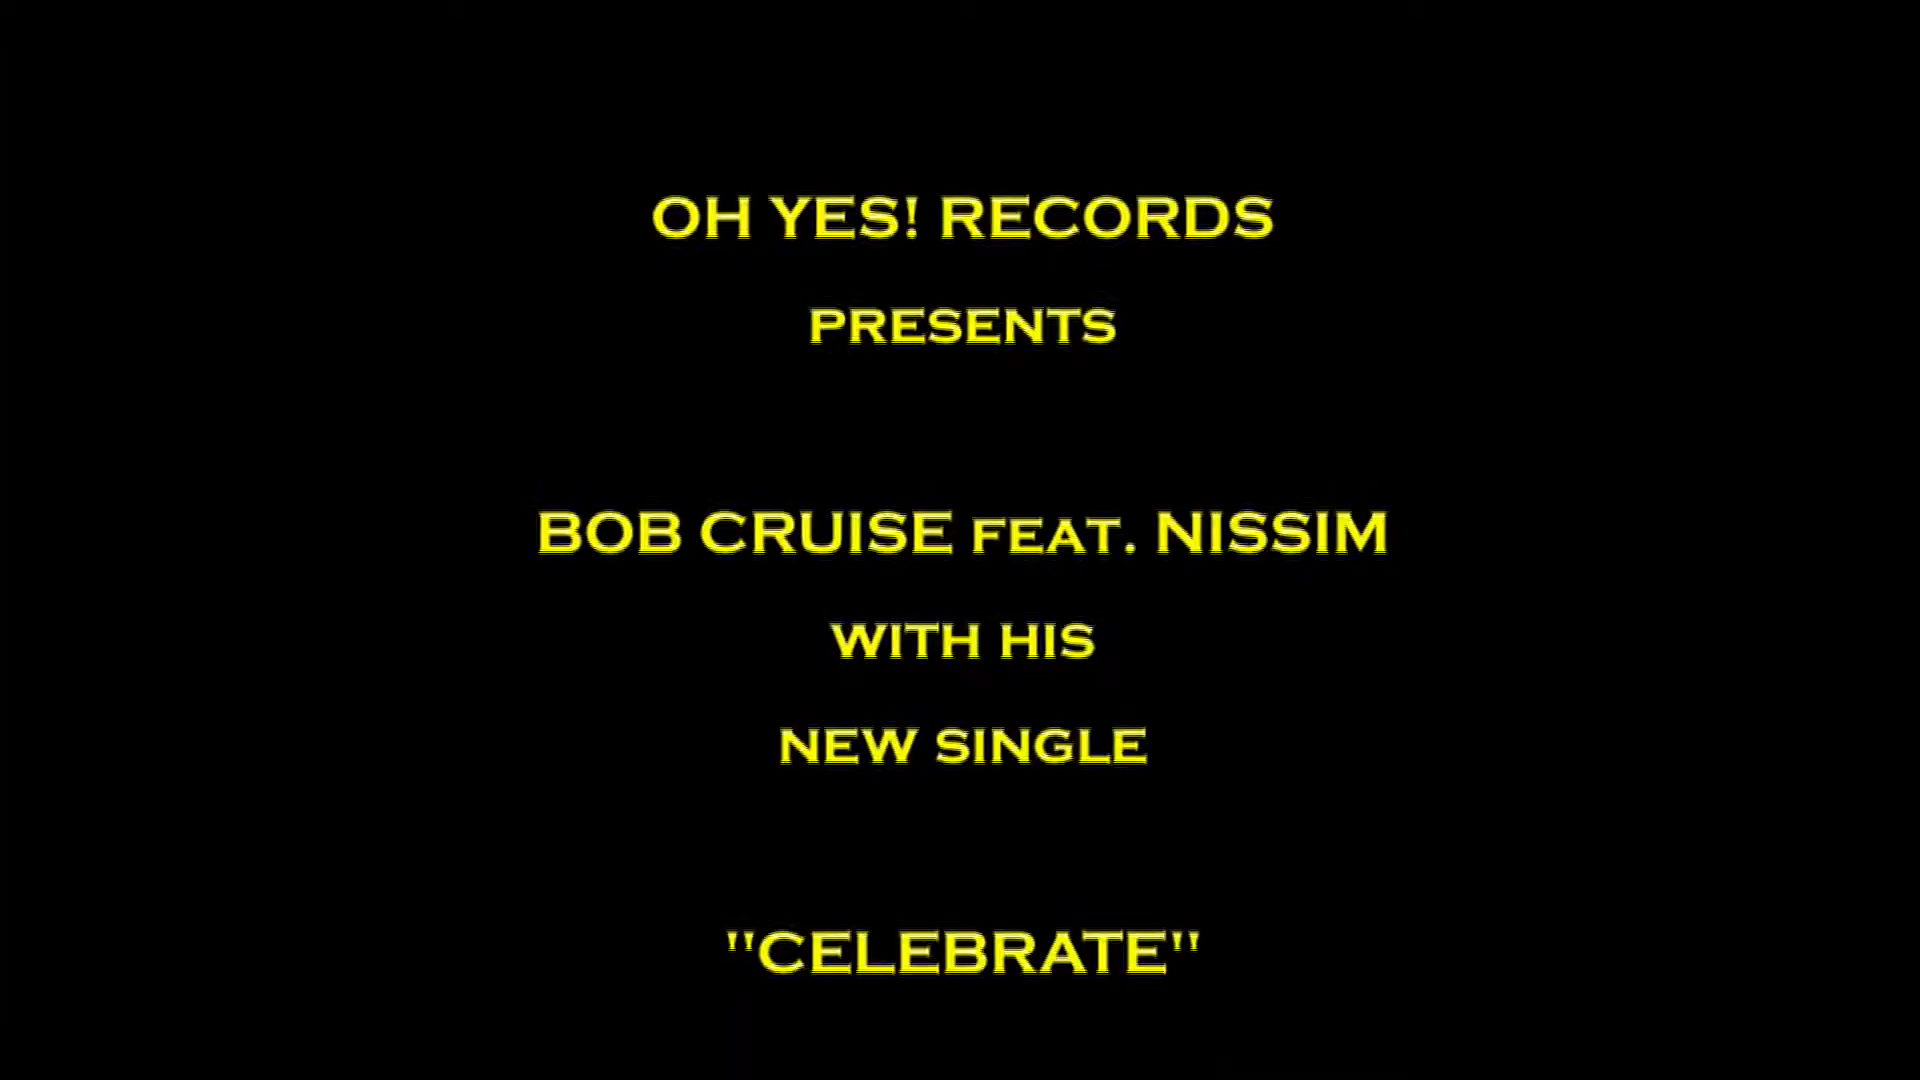 OH YES! RECORDS
PRESENTS
BOB CRUISE FEAT. NISSIM
WITH HIS
NEW SINGLE
"CELEBRATE"